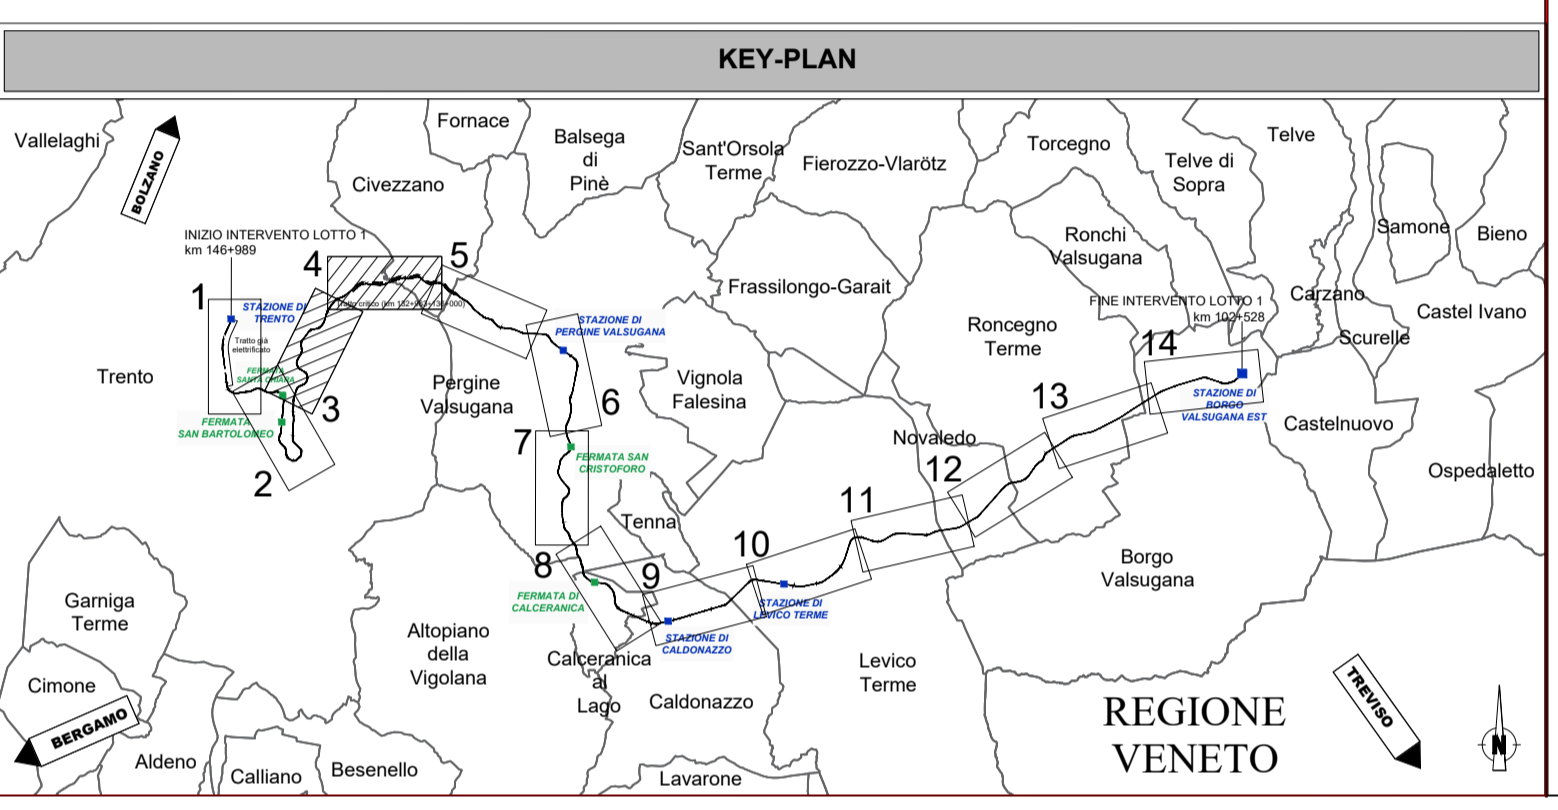 KEY-PLAN
Vallelaghi
BOLZANO
Fornace
Civezzano
Balsega
di
Pinè
Sant'Orsola
Terme
Fierozzo-Vlarötz
Torcegno
Telve di
Sopra
Telve
Samone
Bieno
Ronchi
Valsugana
INIZIO INTERVENTO LOTTO 1
km 146+989
4
5
1
STAZIONE DI
TRENTO
Tratto già
elettrificato
FERMATA
SANTA CHIARA
Trento
FERMATA
SAN BARTOLOMEO
3
2
STAZIONE DI
PERGINE VALSUGANA
Pergine
Valsugana
6
7
FERMATA SAN
CRISTOFORO
Frassilongo-Garait
Vignola
Falesina
Roncegno
Terme
FINE INTERVENTO LOTTO 1
km 102+528
Carzano
Scurelle
Castel Ivano
14
STAZIONE DI
BORGO
VALSUGANA EST
13
Castelnuovo
Novaledo
12
Ospedaletto
11
Tenna
10
8
9
FERMATA DI
CALCERANICA
STAZIONE DI
LEVICO TERME
STAZIONE DI
CALDONAZZO
Borgo
Valsugana
Garniga
Terme
Altopiano
della
Vigolana
Calceranica
al
Lago
Caldonazzo
Levico
Terme
Cimone
BERGAMO
Aldeno
Calliano
Besenello
Lavarone
REGIONE
VENETO
TREVISO
N